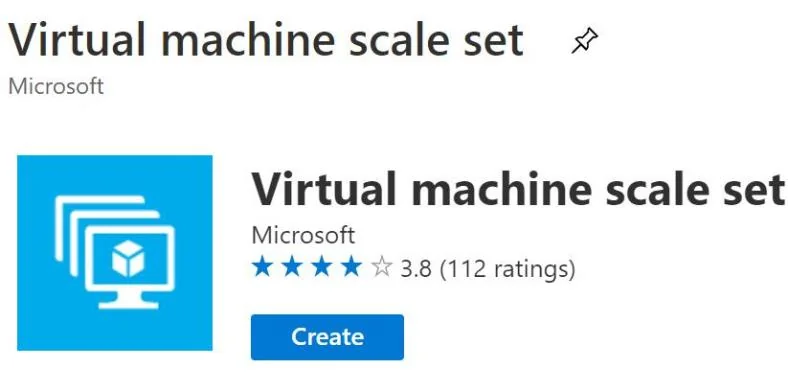 Virtual machine scale set
Microsoft
Virtual machine scale set
Microsoft
3.8 (112 ratings)
Create